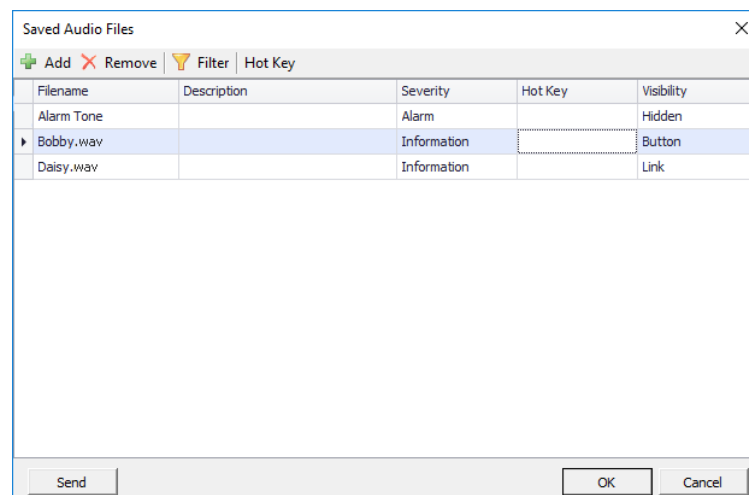 Saved Audio Files
Add Remove Filter Hot Key
Filename Description Severity Hot Key Visibility
Alarm Tone Alarm Hidden
Bobby.wav Information Button
Daisy.wav Information Link
Send OK Cancel